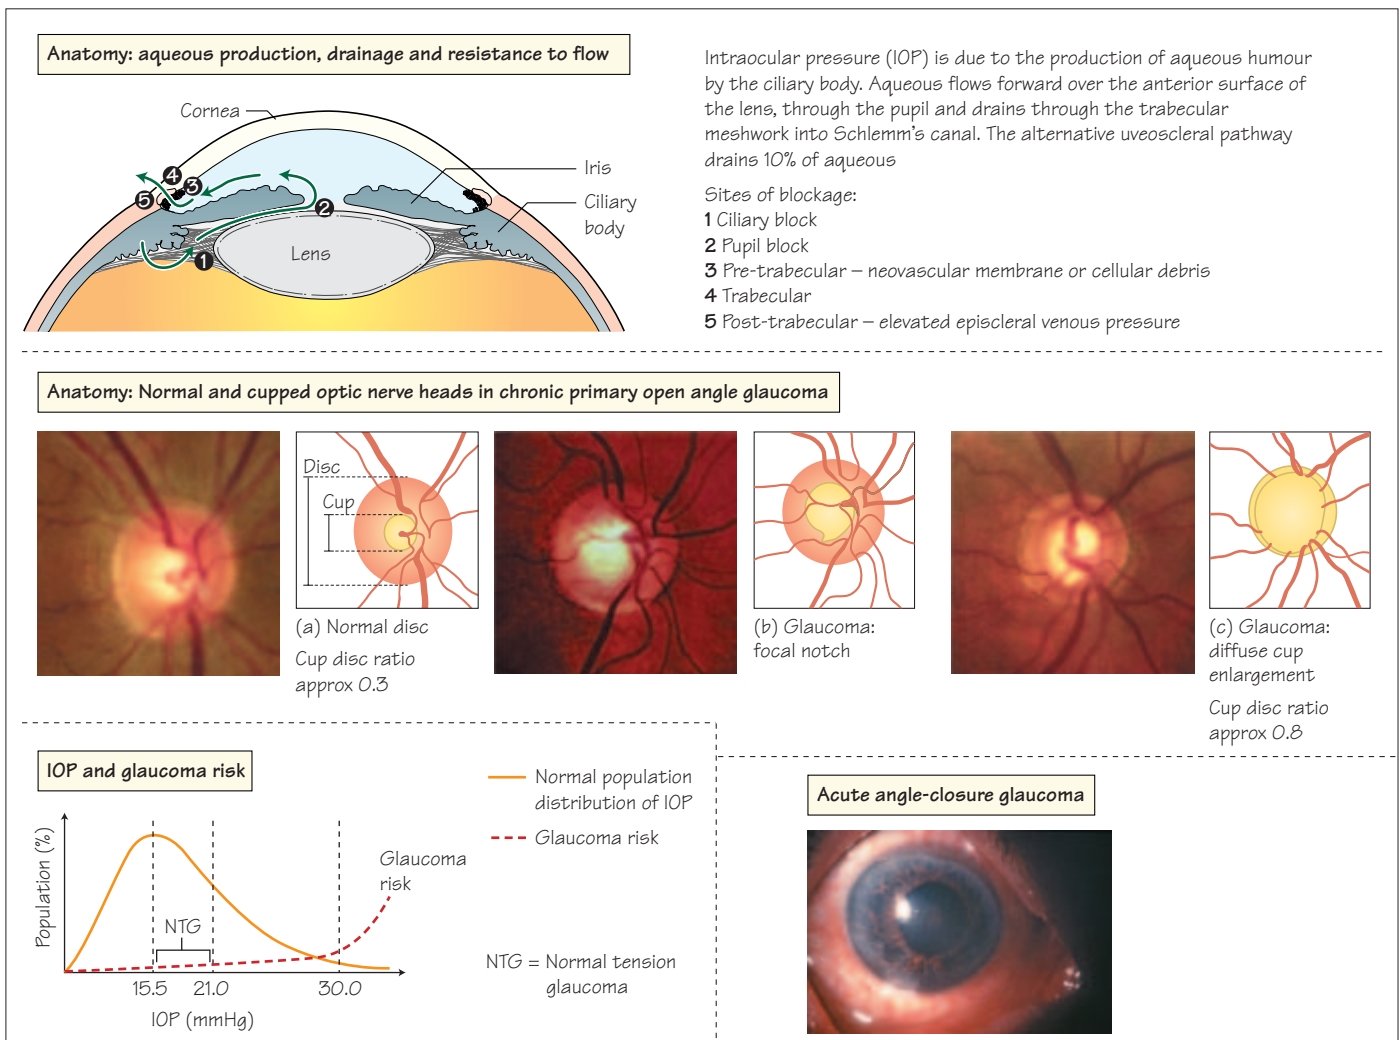 Anatomy: aqueous production, drainage and resistance to flow
Cornea
Iris
Ciliary
body
Lens
1
2
3
4
5
Intraocular pressure (IOP) is due to the production of aqueous humour
by the ciliary body. Aqueous flows forward over the anterior surface of
the lens, through the pupil and drains through the trabecular
meshwork into Schlemm's canal. The alternative uveoscleral pathway
drains 10% of aqueous
Sites of blockage:
1 Ciliary block
2 Pupil block
3 Pre-trabecular – neovascular membrane or cellular debris
4 Trabecular
5 Post-trabecular – elevated episcleral venous pressure
Anatomy: Normal and cupped optic nerve heads in chronic primary open angle glaucoma
Disc
Cup
(a) Normal disc
Cup disc ratio
approx 0.3
(b) Glaucoma:
focal notch
(c) Glaucoma:
diffuse cup
enlargement
Cup disc ratio
approx 0.8
IOP and glaucoma risk
Normal population
distribution of IOP
Glaucoma risk
Population (%)
Glaucoma
risk
NTG
15.5 21.0 30.0
IOP (mmHg)
NTG = Normal tension
glaucoma
Acute angle-closure glaucoma